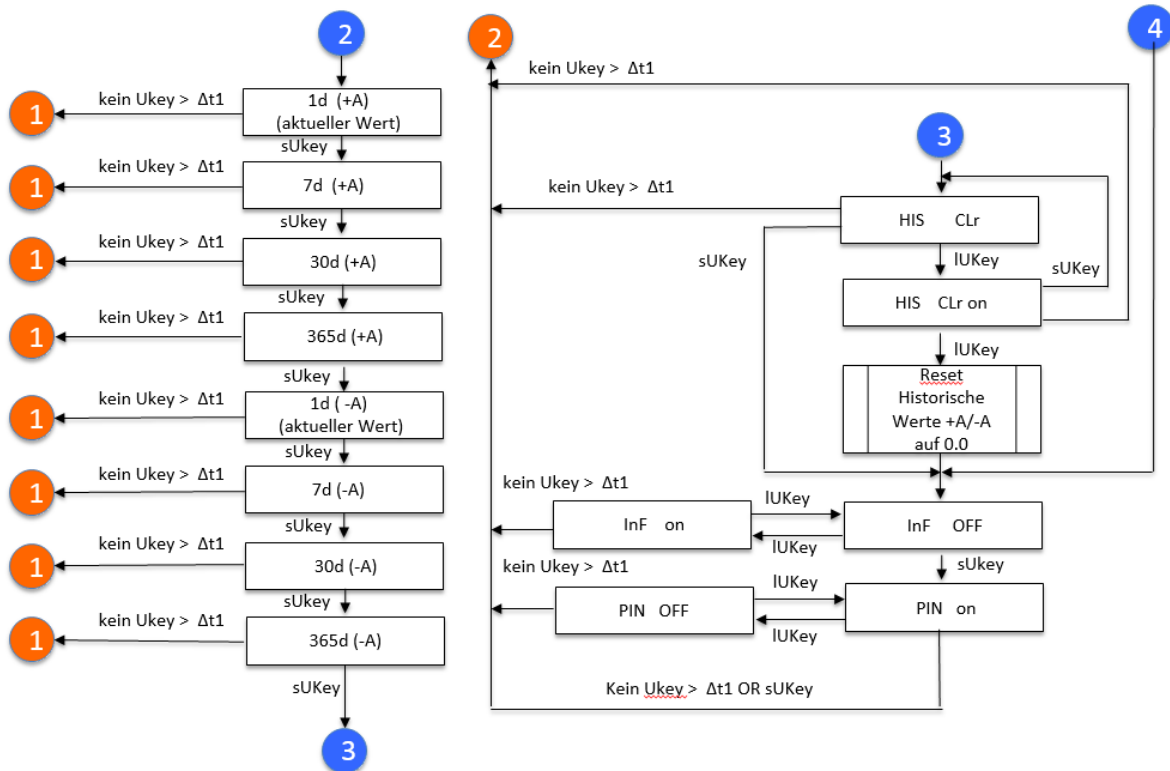 2
kein Ukey > Δt1
1
1d (+A)
(aktueller Wert)
sUkey
kein Ukey > Δt1
1
7d (+A)
sUkey
kein Ukey > Δt1
1
30d (+A)
sUkey
kein Ukey > Δt1
1
365d (+A)
sUkey
kein Ukey > Δt1
1
1d ( -A)
(aktueller Wert)
sUkey
kein Ukey > Δt1
1
7d (-A)
sUkey
kein Ukey > Δt1
1
30d (-A)
sUkey
kein Ukey > Δt1
1
365d (-A)
sUKey
3
2
4
kein Ukey > Δt1
3
kein Ukey > Δt1
HIS CLr
sUKey
lUKey
sUKey
HIS CLr on
lUKey
Reset
Historische
Werte +A/-A
auf 0.0
kein Ukey > Δt1
InF on
lUKey
lUKey
InF OFF
sUkey
kein Ukey > Δt1
PIN OFF
lUKey
lUKey
PIN on
Kein Ukey > Δt1 OR sUKey